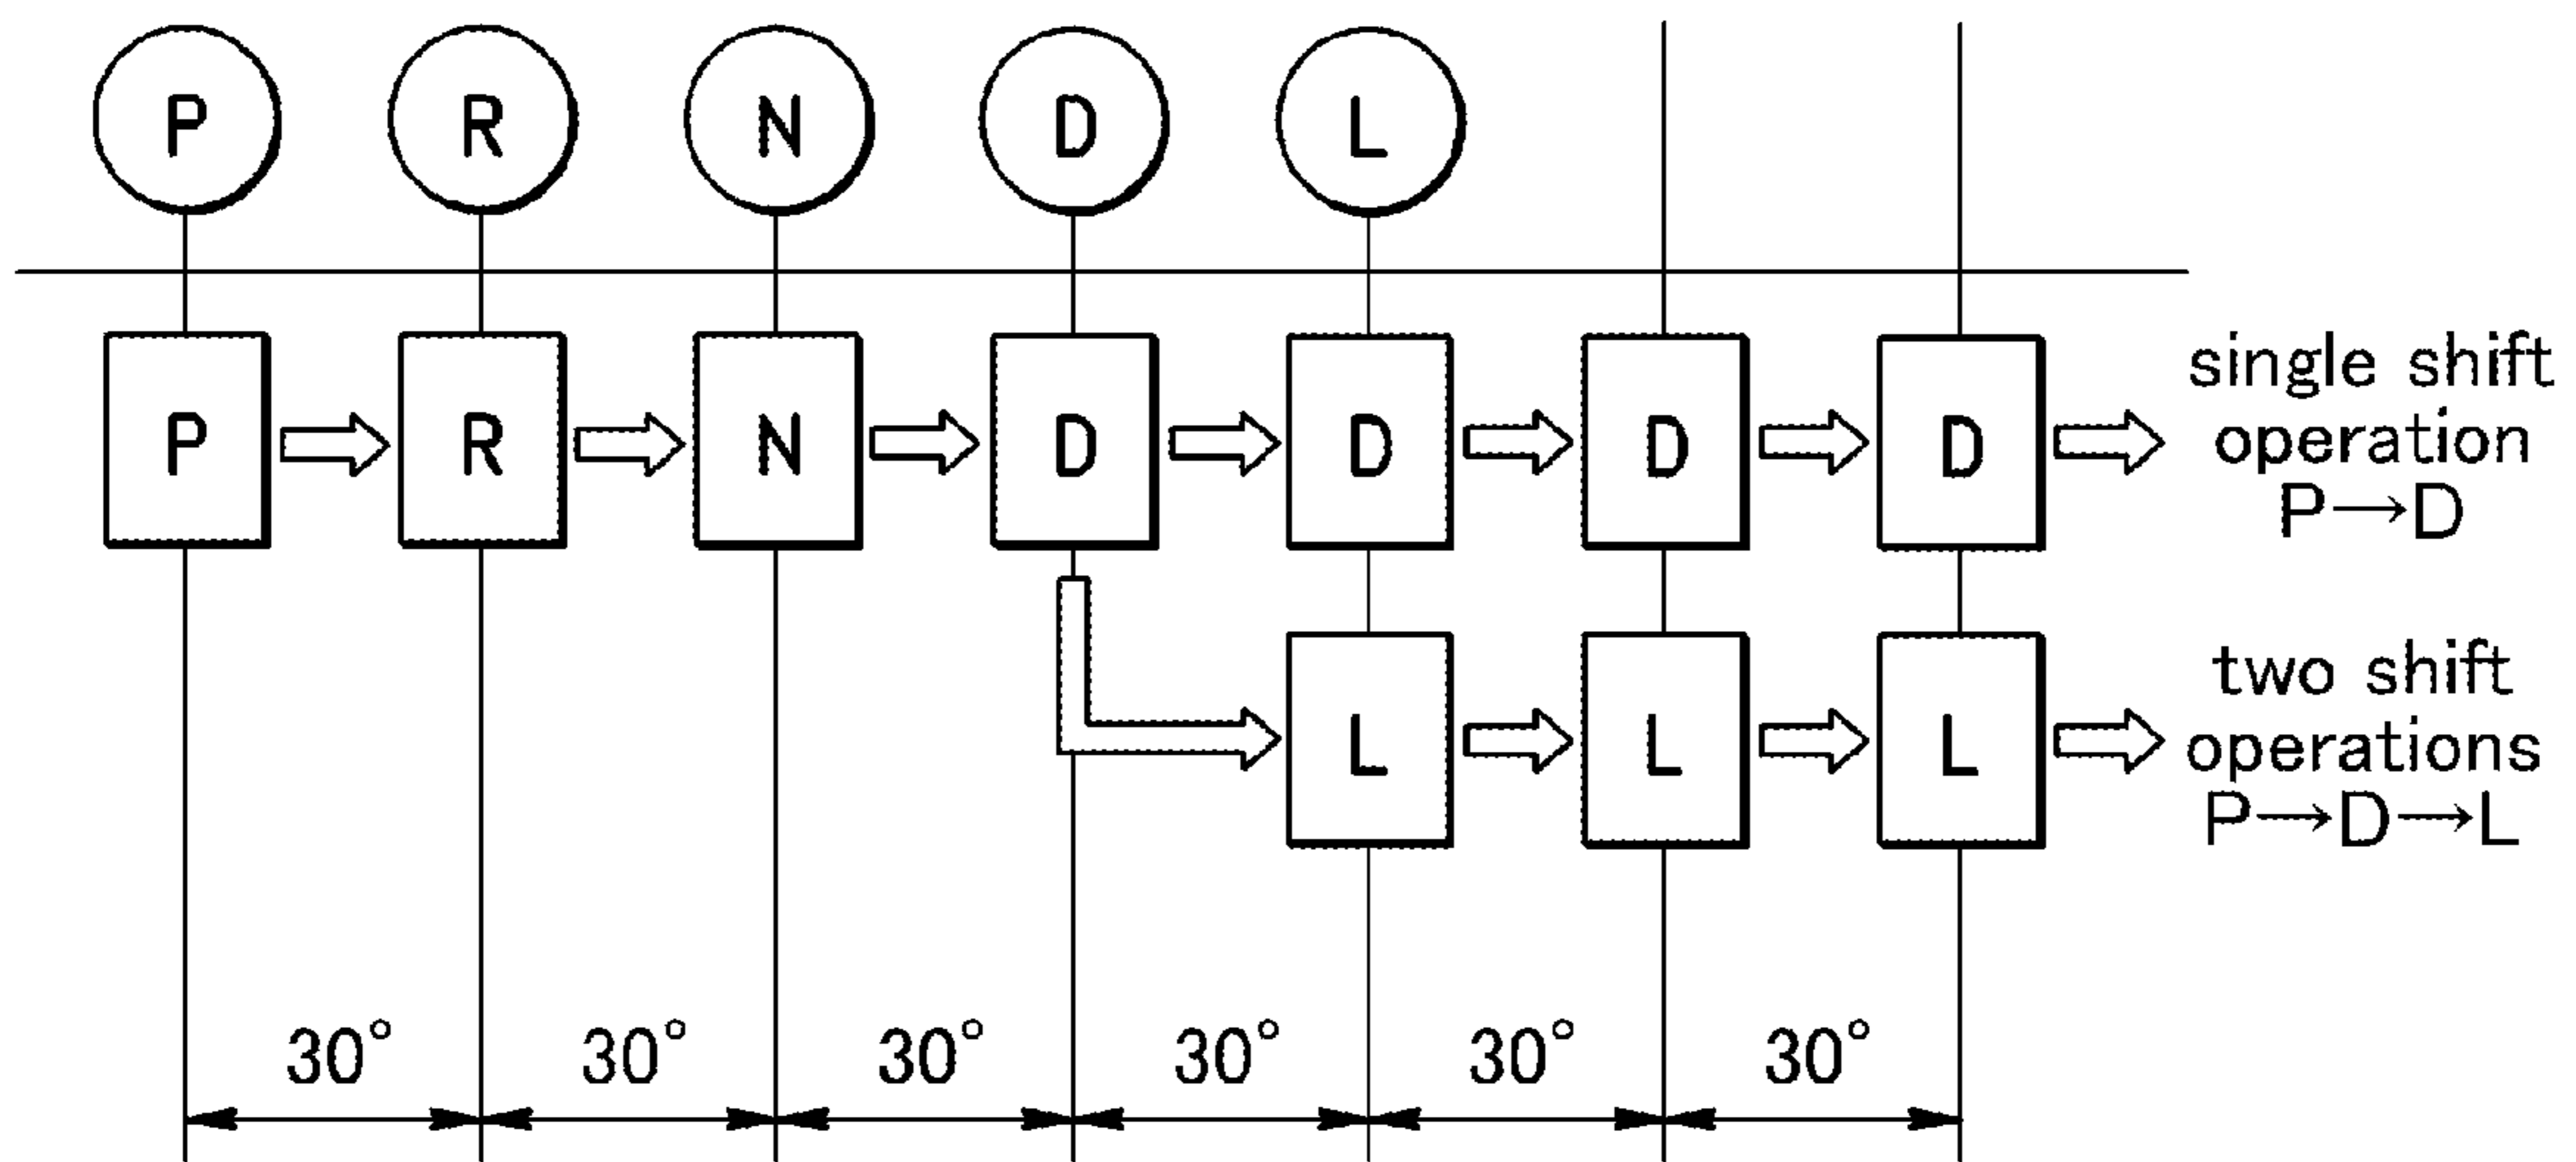 P R N D L
P R N D D D D
single shift
operation
P→D
L L L
two shift
operations
P→D→L
30° 30° 30° 30° 30° 30°